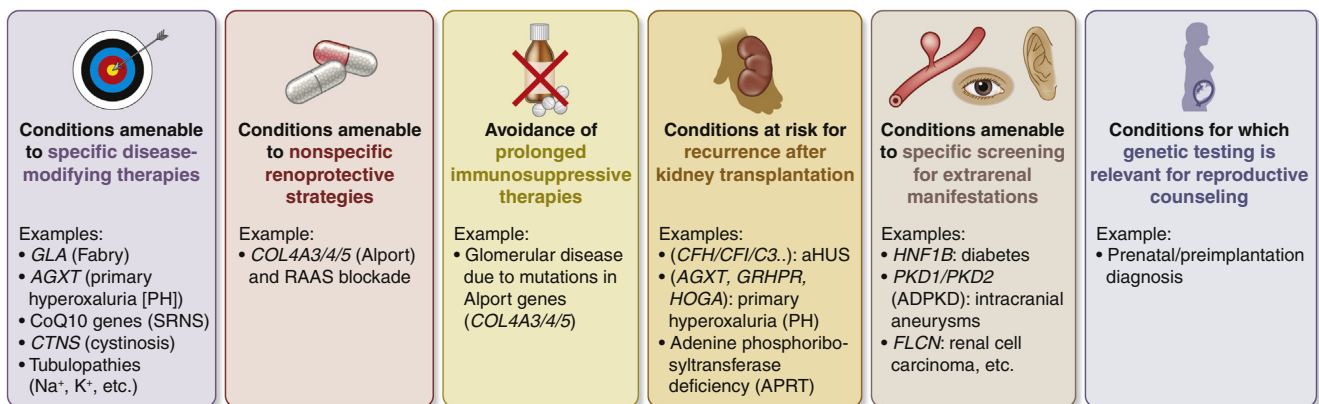 Conditions amenable
to specific disease-
modifying therapies
Examples:
• GLA (Fabry)
• AGXT (primary
hyperoxaluria [PH])
• CoQ10 genes (SRNS)
• CTNS (cystinosis)
• Tubulopathies
(Na⁺, K⁺, etc.)
Conditions amenable
to nonspecific
renoprotective
strategies
Example:
• COL4A3/4/5 (Alport)
and RAAS blockade
Avoidance of
prolonged
immunosuppressive
therapies
Example:
• Glomerular disease
due to mutations in
Alport genes
(COL4A3/4/5)
Conditions at risk for
recurrence after
kidney transplantation
Examples:
• (CFH/CFI/C3..): aHUS
• (AGXT, GRHPR,
HOGA): primary
hyperoxaluria (PH)
• Adenine phosphoribo-
syltransferase
deficiency (APRT)
Conditions amenable
to specific screening
for extrarenal
manifestations
Examples:
• HNF1B: diabetes
• PKD1/PKD2
(ADPKD): intracranial
aneurysms
• FLCN: renal cell
carcinoma, etc.
Conditions for which
genetic testing is
relevant for reproductive
counseling
Example:
• Prenatal/preimplantation
diagnosis